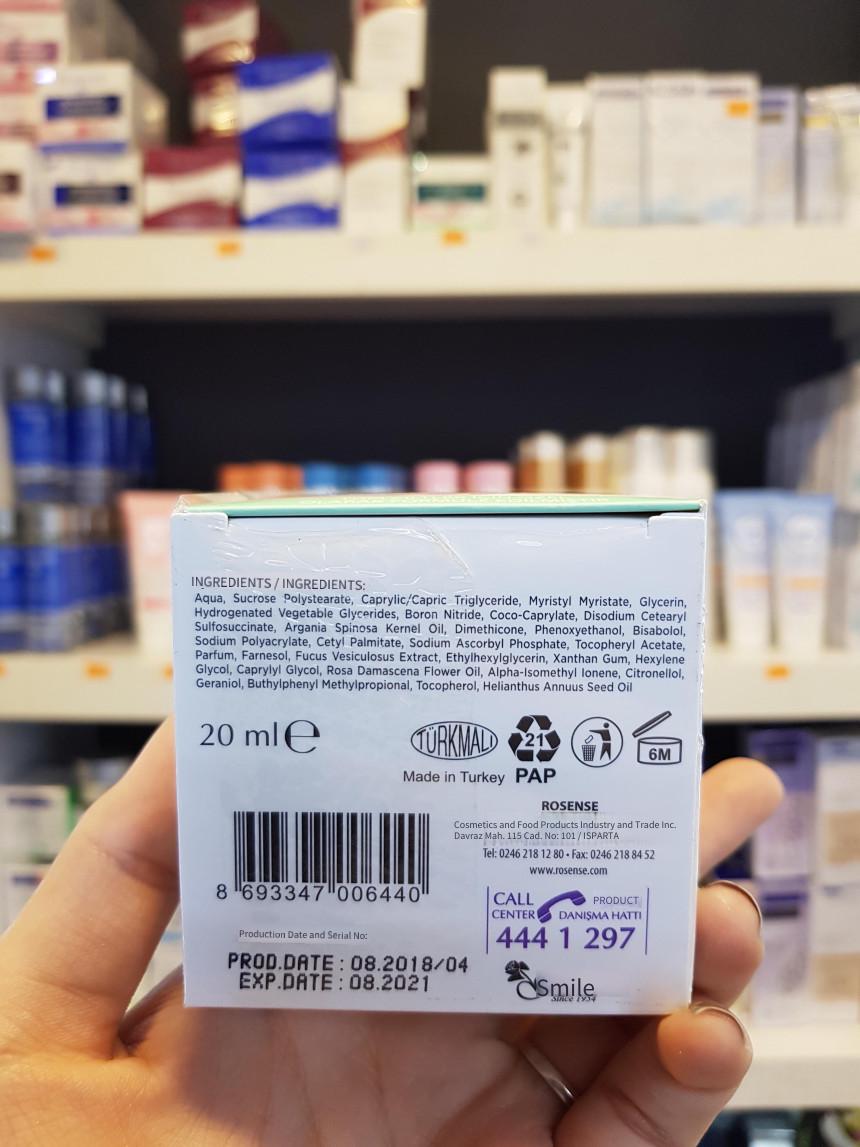 INGREDIENTS / INGREDIENTS:
Aqua, Sucrose Polystearate, Caprylic/Capric Triglyceride, Myristyl Myristate, Glycerin,
Hydrogenated Vegetable Glycerides, Boron Nitride, Coco-Caprylate, Disodium Cetearyl
Sulfosuccinate, Argania Spinosa Kernel Oil, Dimethicone, Phenoxyethanol, Bisabolol,
Sodium Polyacrylate, Cetyl Palmitate, Sodium Ascorbyl Phosphate, Tocopheryl Acetate,
Parfum, Farnesol, Fucus Vesiculosus Extract, Ethylhexylglycerin, Xanthan Gum, Hexylene
Glycol, Caprylyl Glycol, Rosa Damascena Flower Oil, Alpha-Isomethyl Ionene, Citronellol,
Geraniol, Buthylphenyl Methylpropional, Tocopherol, Helianthus Annuus Seed Oil
20 ml e
TÜRKMALI
21
6M
Made in Turkey
PAP
ROSENSE
Cosmetics and Food Products Industry and Trade Inc.
Davraz Mah. 115 Cad. No: 101 / ISPARTA
Tel: 0246 218 12 80 • Fax: 0246 218 84 52
www.rosense.com
8 693347 006440
CALL PRODUCT
CENTER DANIŞMA HATTI
444 1 297
Production Date and Serial No:
PROD.DATE : 08.2018/04
EXP.DATE : 08.2021
Smile
Since 1954